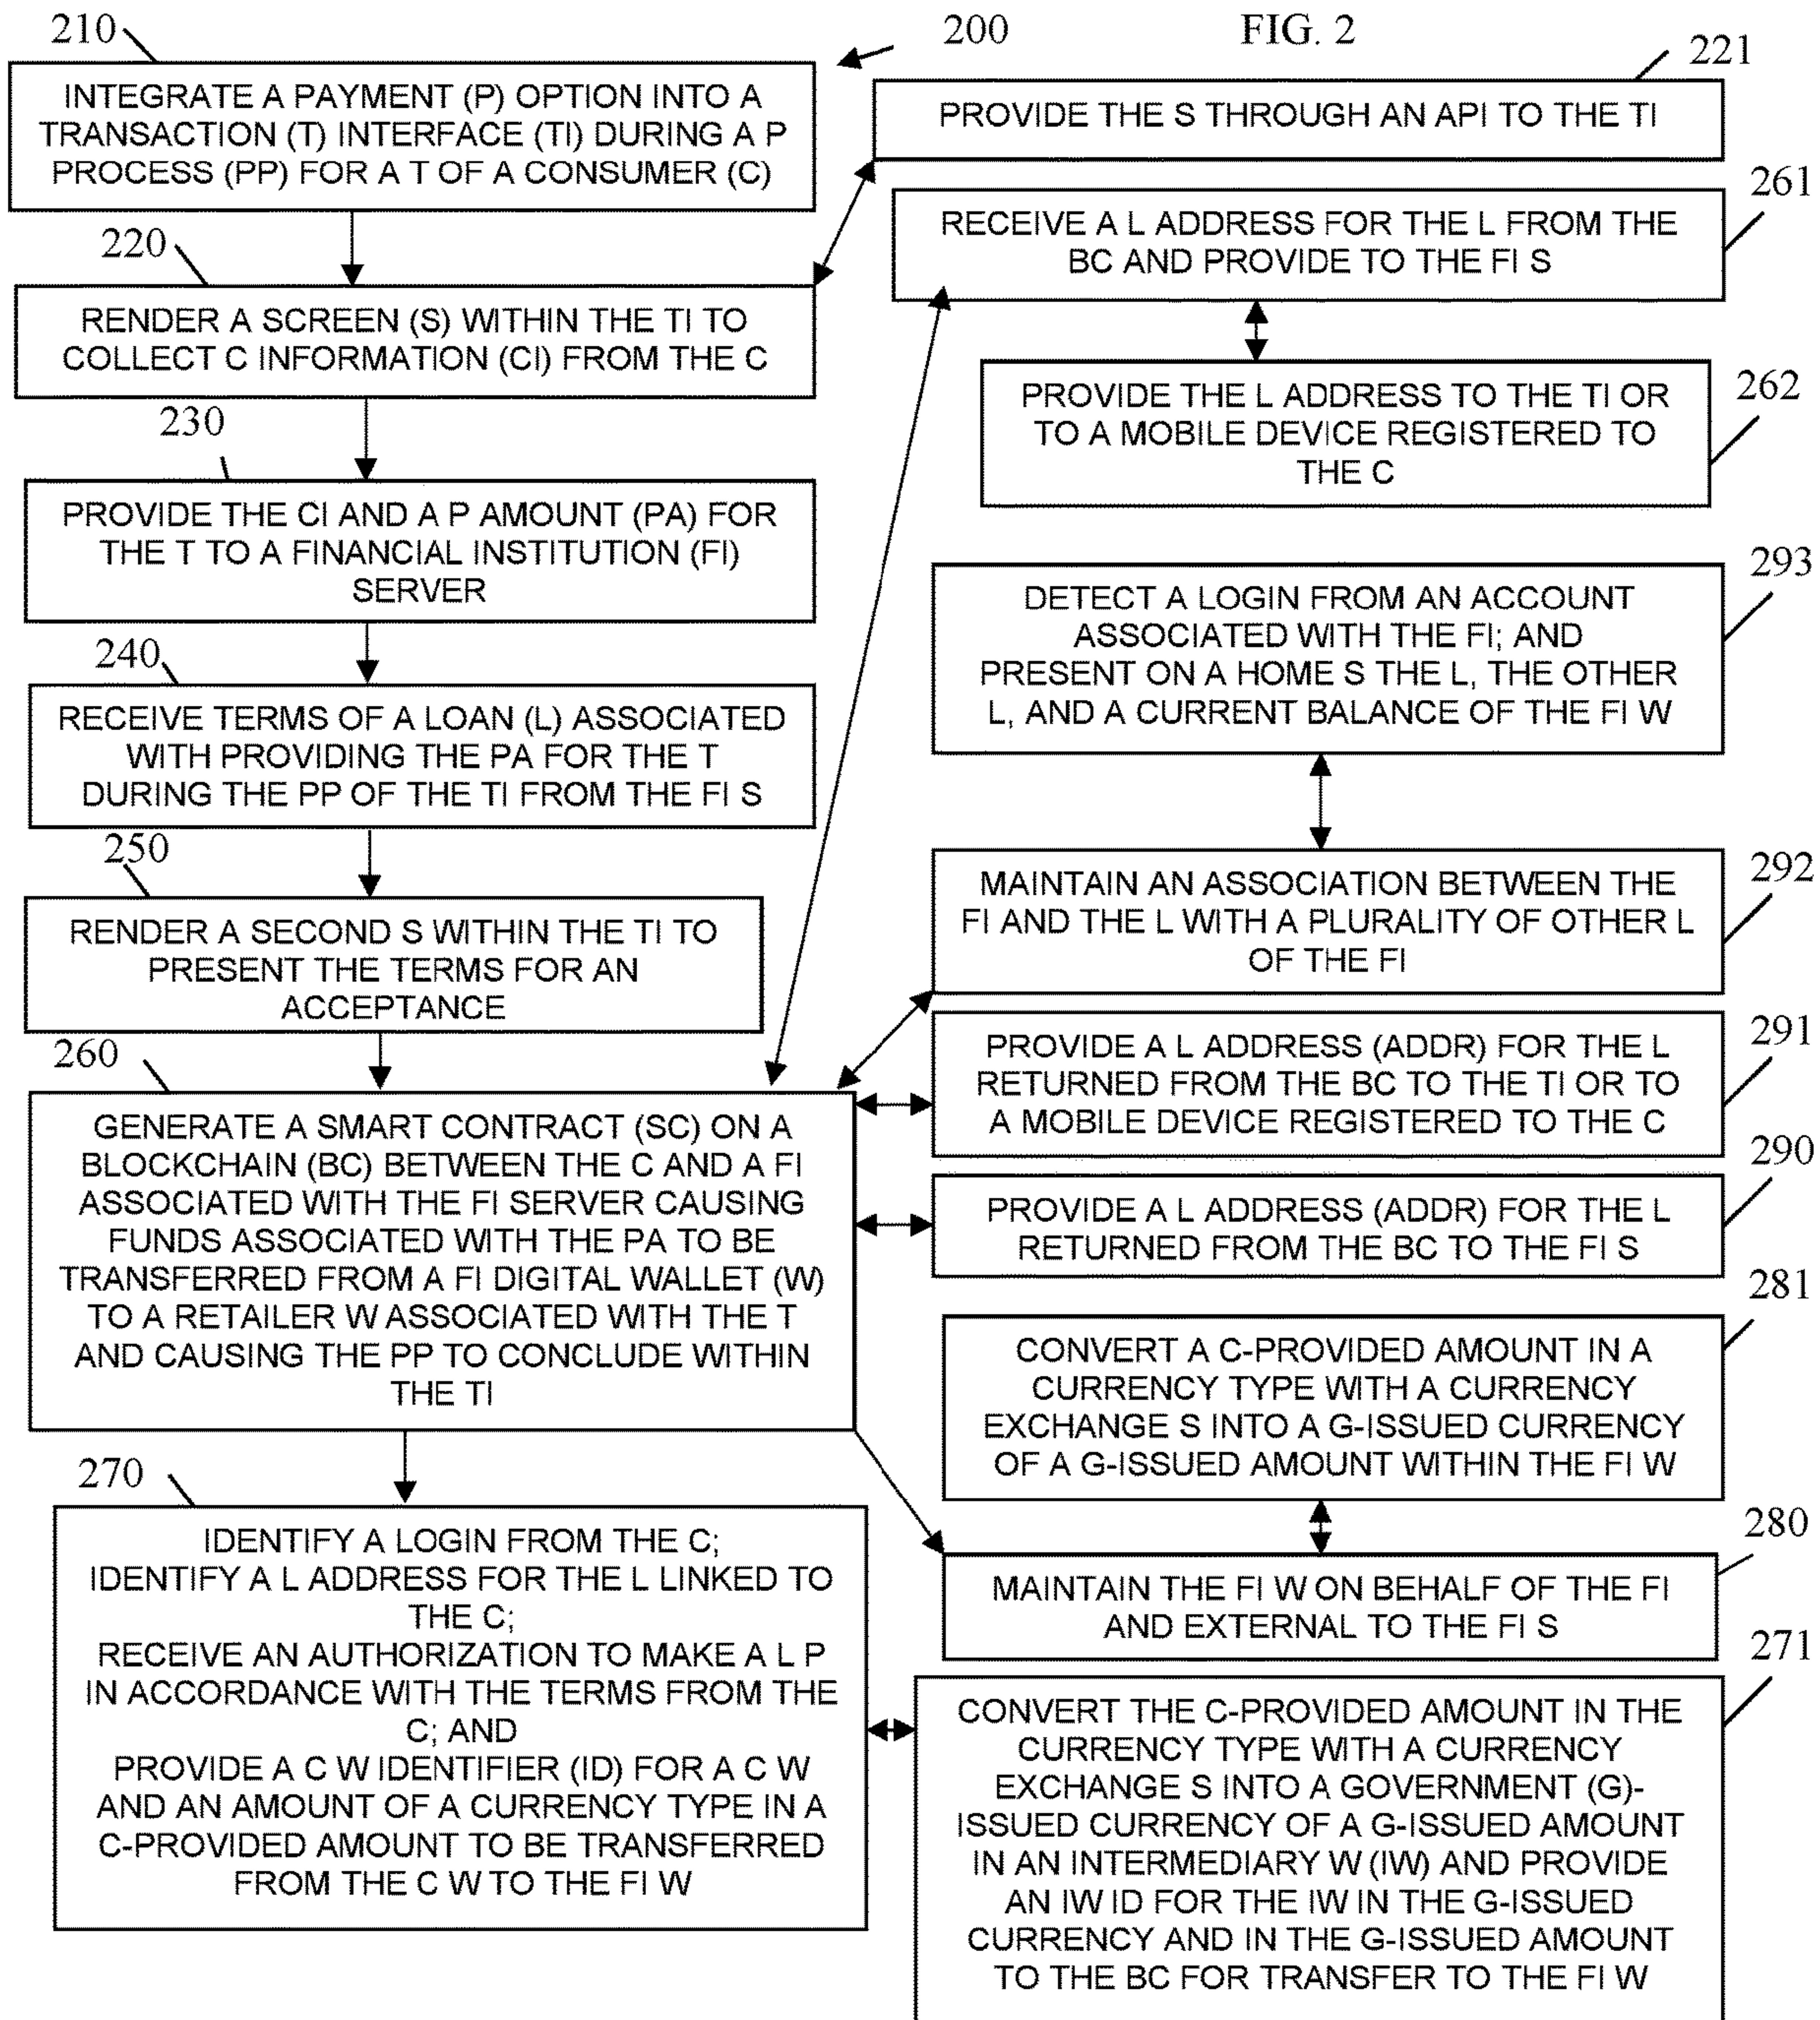 200
FIG. 2
210
INTEGRATE A PAYMENT (P) OPTION INTO A
TRANSACTION (T) INTERFACE (TI) DURING A P
PROCESS (PP) FOR A T OF A CONSUMER (C)
220
RENDER A SCREEN (S) WITHIN THE TI TO
COLLECT C INFORMATION (CI) FROM THE C
230
PROVIDE THE CI AND A P AMOUNT (PA) FOR
THE T TO A FINANCIAL INSTITUTION (FI)
SERVER
240
RECEIVE TERMS OF A LOAN (L) ASSOCIATED
WITH PROVIDING THE PA FOR THE T
DURING THE PP OF THE TI FROM THE FI S
250
RENDER A SECOND S WITHIN THE TI TO
PRESENT THE TERMS FOR AN
ACCEPTANCE
260
GENERATE A SMART CONTRACT (SC) ON A
BLOCKCHAIN (BC) BETWEEN THE C AND A FI
ASSOCIATED WITH THE FI SERVER CAUSING
FUNDS ASSOCIATED WITH THE PA TO BE
TRANSFERRED FROM A FI DIGITAL WALLET (W)
TO A RETAILER W ASSOCIATED WITH THE T
AND CAUSING THE PP TO CONCLUDE WITHIN
THE TI
270
IDENTIFY A LOGIN FROM THE C;
IDENTIFY A L ADDRESS FOR THE L LINKED TO
THE C;
RECEIVE AN AUTHORIZATION TO MAKE A L P
IN ACCORDANCE WITH THE TERMS FROM THE
C; AND
PROVIDE A C W IDENTIFIER (ID) FOR A C W
AND AN AMOUNT OF A CURRENCY TYPE IN A
C-PROVIDED AMOUNT TO BE TRANSFERRED
FROM THE C W TO THE FI W
221
PROVIDE THE S THROUGH AN API TO THE TI
261
RECEIVE A L ADDRESS FOR THE L FROM THE
BC AND PROVIDE TO THE FI S
262
PROVIDE THE L ADDRESS TO THE TI OR
TO A MOBILE DEVICE REGISTERED TO
THE C
293
DETECT A LOGIN FROM AN ACCOUNT
ASSOCIATED WITH THE FI; AND
PRESENT ON A HOME S THE L, THE OTHER
L, AND A CURRENT BALANCE OF THE FI W
292
MAINTAIN AN ASSOCIATION BETWEEN THE
FI AND THE L WITH A PLURALITY OF OTHER L
OF THE FI
291
PROVIDE A L ADDRESS (ADDR) FOR THE L
RETURNED FROM THE BC TO THE TI OR TO
A MOBILE DEVICE REGISTERED TO THE C
290
PROVIDE A L ADDRESS (ADDR) FOR THE L
RETURNED FROM THE BC TO THE FI S
281
CONVERT A C-PROVIDED AMOUNT IN A
CURRENCY TYPE WITH A CURRENCY
EXCHANGE S INTO A G-ISSUED CURRENCY
OF A G-ISSUED AMOUNT WITHIN THE FI W
280
MAINTAIN THE FI W ON BEHALF OF THE FI
AND EXTERNAL TO THE FI S
271
CONVERT THE C-PROVIDED AMOUNT IN THE
CURRENCY TYPE WITH A CURRENCY
EXCHANGE S INTO A GOVERNMENT (G)-
ISSUED CURRENCY OF A G-ISSUED AMOUNT
IN AN INTERMEDIARY W (IW) AND PROVIDE
AN IW ID FOR THE IW IN THE G-ISSUED
CURRENCY AND IN THE G-ISSUED AMOUNT
TO THE BC FOR TRANSFER TO THE FI W